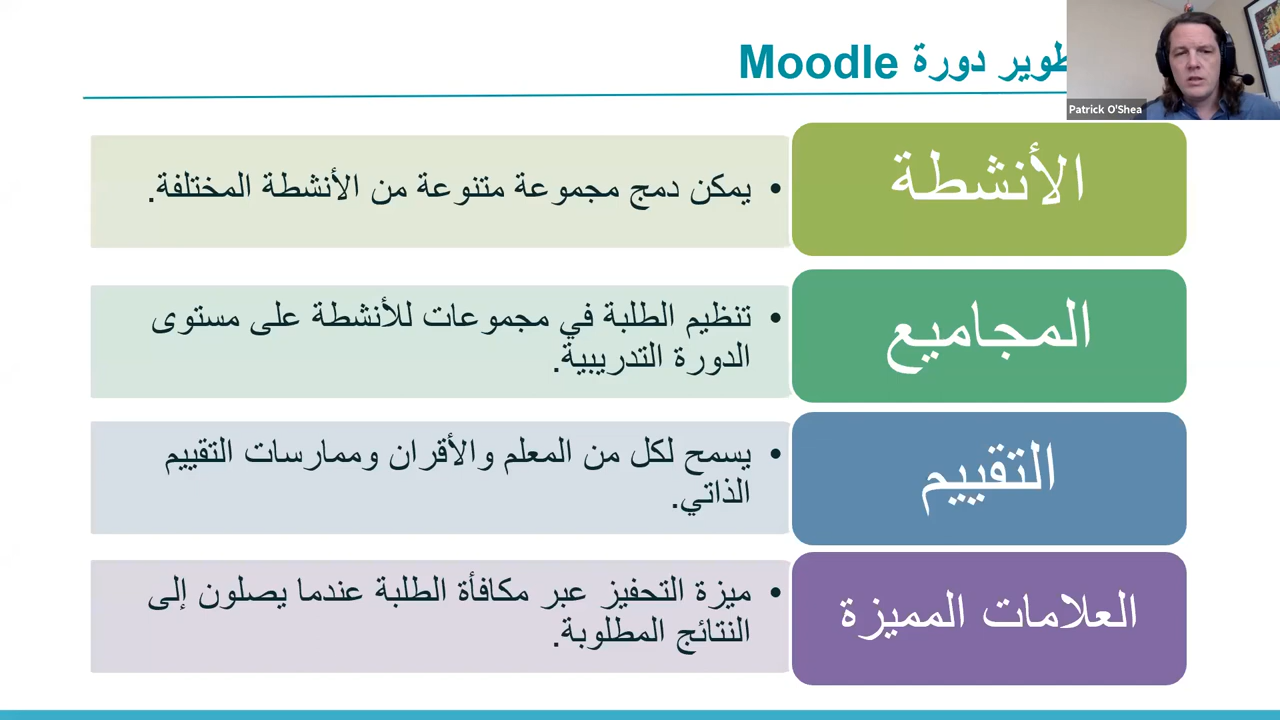 دورة Moodle
Patrick O'Shea
الأنشطة
• يمكن دمج مجموعة متنوعة من الأنشطة المختلفة.
المجاميع
• تنظيم الطلبة في مجموعات للأنشطة على مستوى
الدورة التدريبية.
التقييم
• يسمح لكل من المعلم والأقران وممارسات التقييم
الذاتي.
العلامات المميزة
• ميزة التحفيز عبر مكافأة الطلبة عندما يصلون إلى
النتائج المطلوبة.